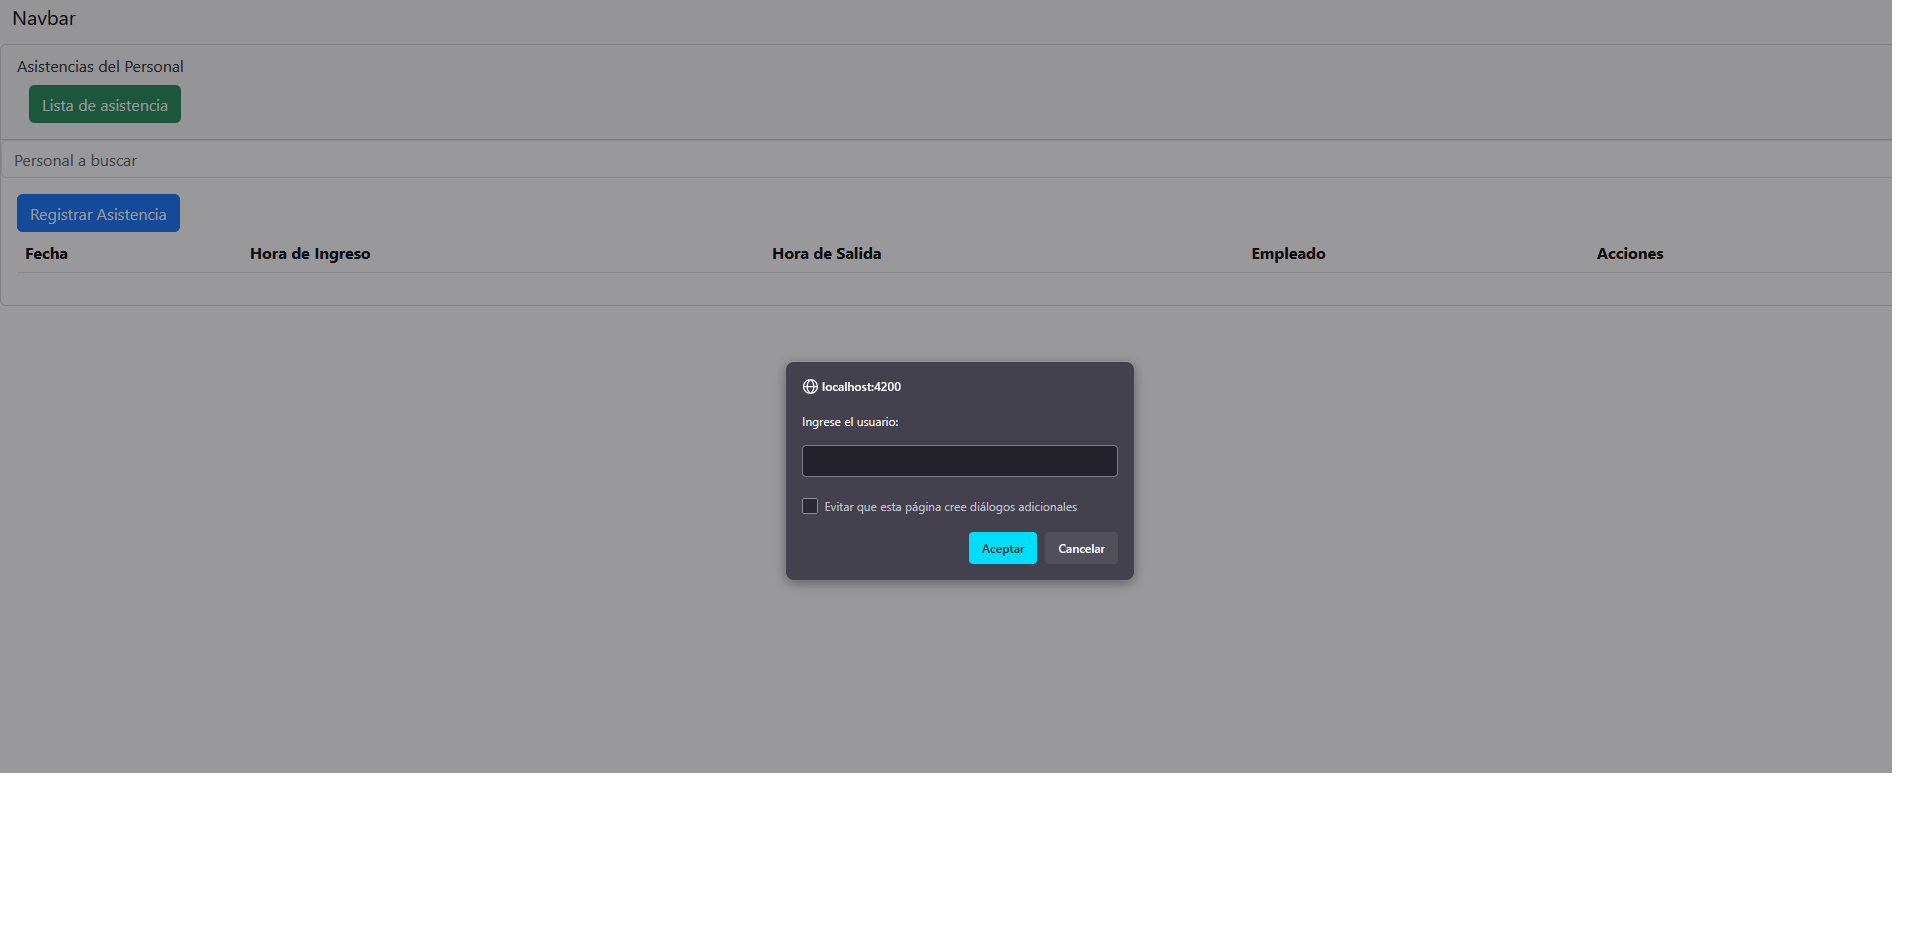 Navbar
Asistencias del Personal
Lista de asistencia
Personal a buscar
Registrar Asistencia
Fecha Hora de Ingreso Hora de Salida Empleado Acciones
localhost:4200
Ingrese el usuario:
Evitar que esta página cree diálogos adicionales
Aceptar Cancelar